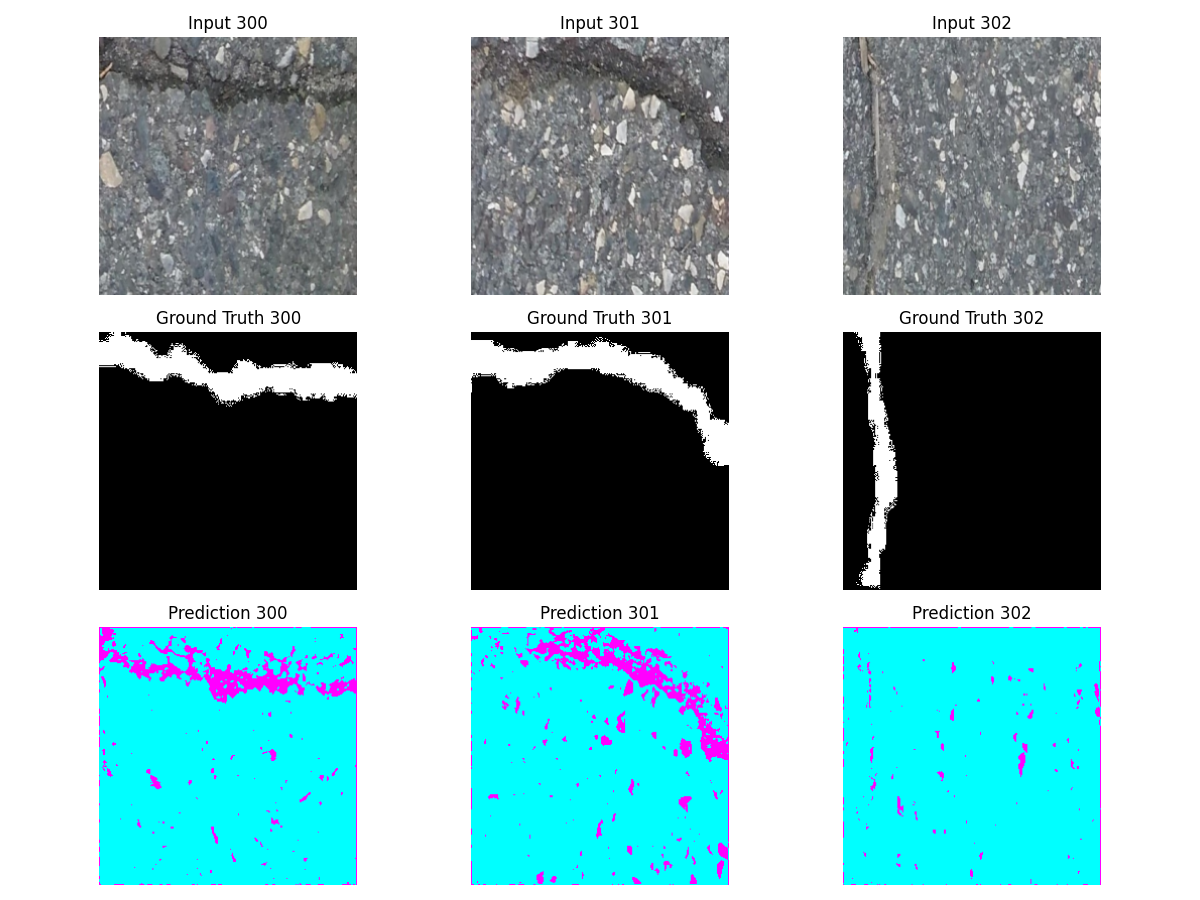 Input 300
Input 301
Input 302
Ground Truth 300
Ground Truth 301
Ground Truth 302
Prediction 300
Prediction 301
Prediction 302